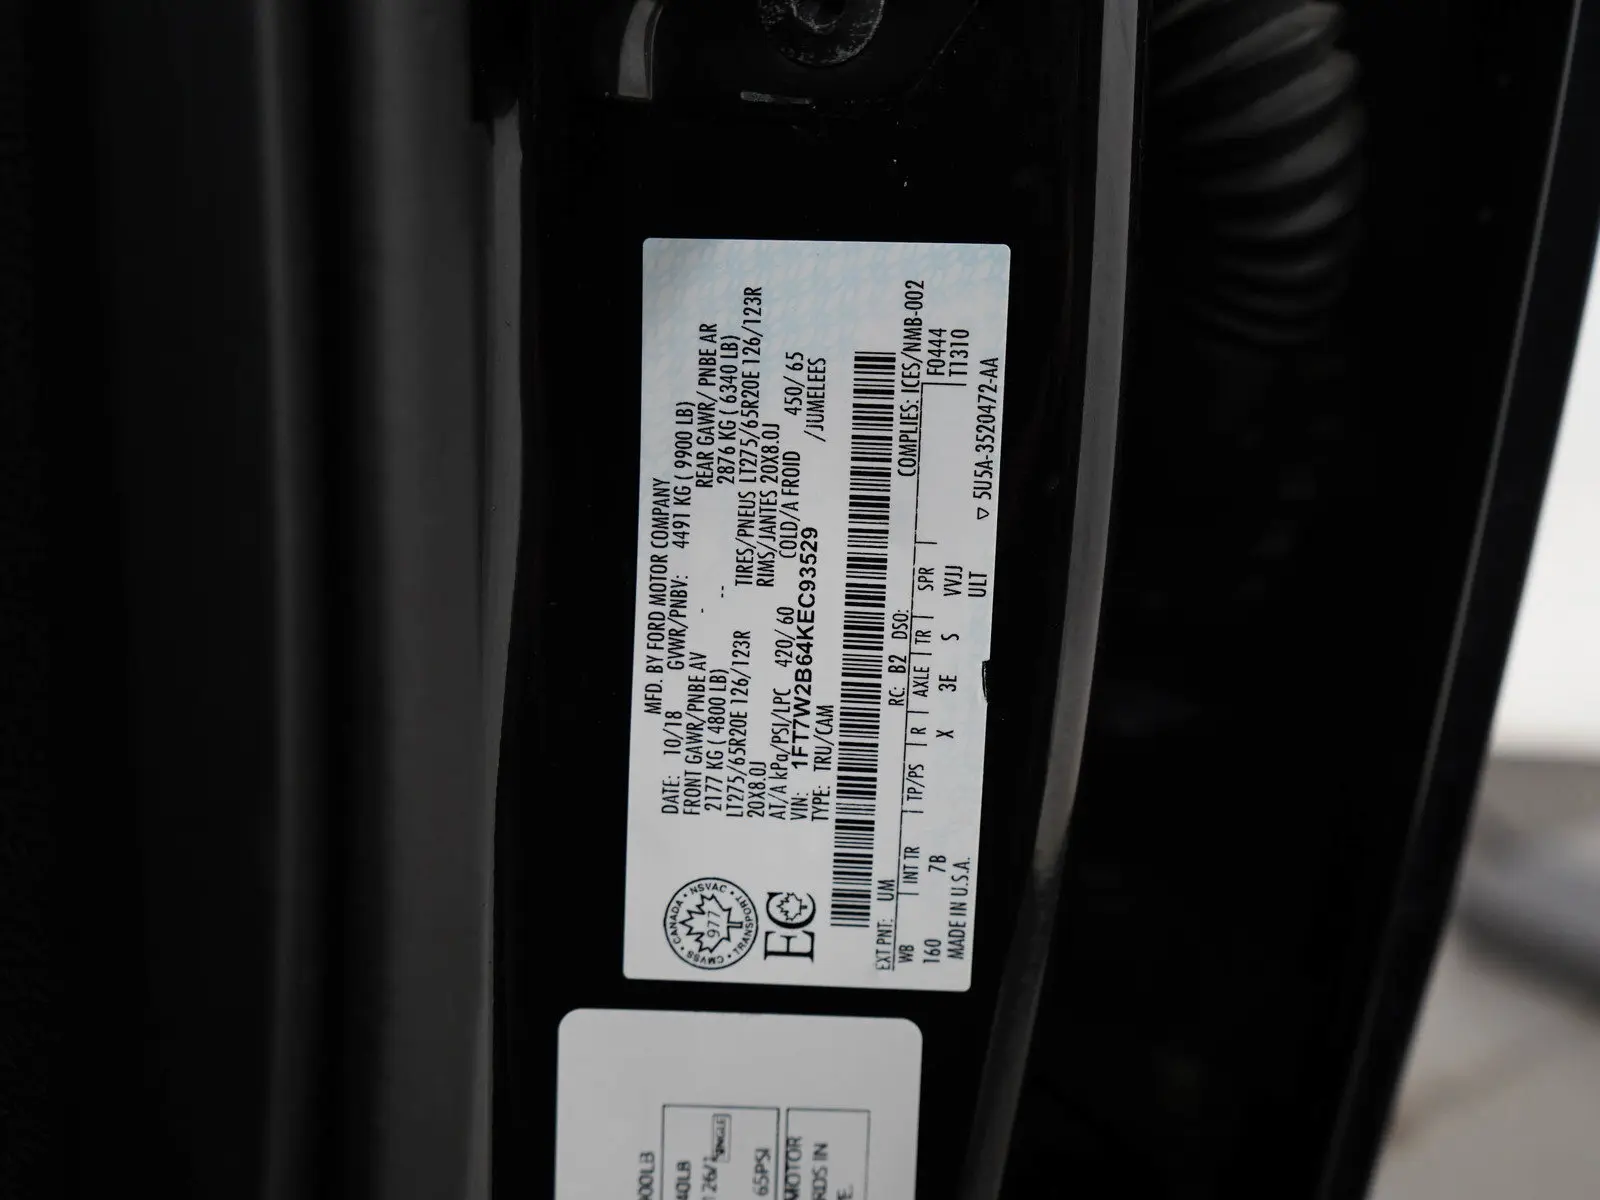 MFD. BY FORD MOTOR COMPANY
DATE: 10/18 GVWR/PNBV: 4491 KG ( 9900 LB)
FRONT GAWR/PNBE AV - REAR GAWR/ PNBE AR
2177 KG ( 4800 LB) -- 2876 KG ( 6340 LB)
LT275/65R20E 126/123R TIRES/PNEUS LT275/65R20E 126/123R
20X8.0J RIMS/JANTES 20X8.0J
AT/A kPa/PSI/LPC 420/ 60 COLD/A FROID 450/ 65
VIN: 1FT7W2B64KEC93529
TYPE: TRU/CAM /JUMELEES
CANADA • NSVAC • TRANSPORT • CMVSS •
977
EC
EXT PNT: UM RC: B2 DSO: COMPLIES: ICES/NMB-002
WB INT TR TP/PS R AXLE TR SPR F0444
160 7B X 3E S VVJJ T1310
MADE IN U.S.A. ULT
▽ 5U5A-3520472-AA
SINGLE
65PSI
MOTOR
RDS IN